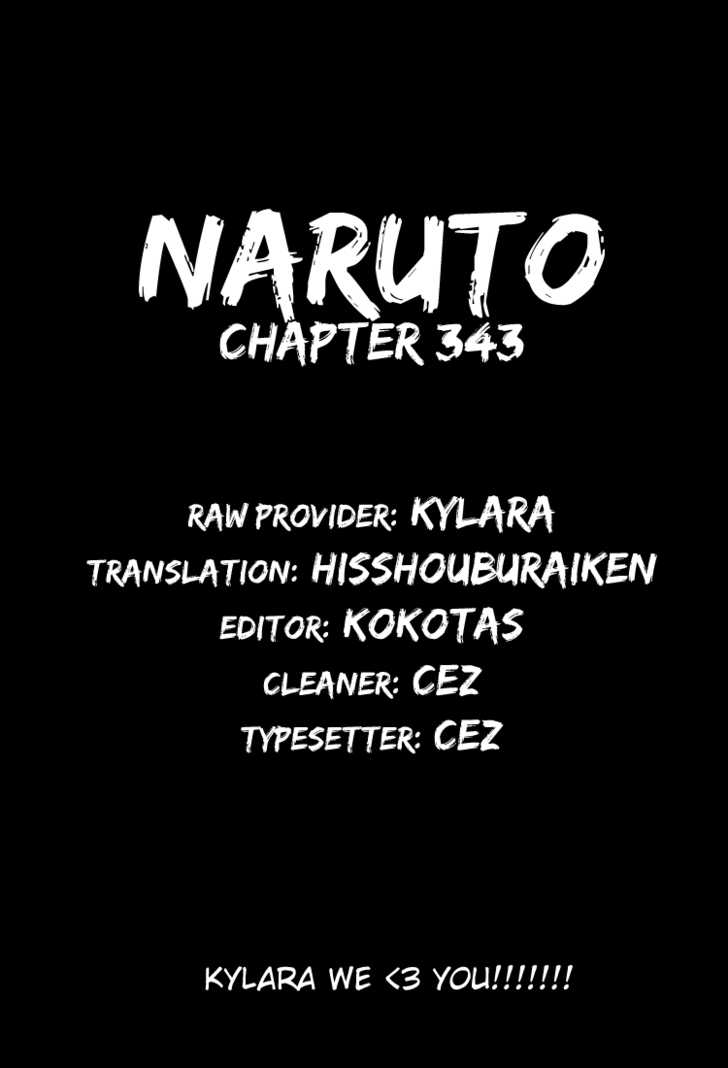 NARUTO
CHAPTER 343
RAW PROVIDER: KYLARA
TRANSLATION: HISSHOUBURAIKEN
EDITOR: KOKOTAS
CLEANER: CEZ
TYPESETTER: CEZ
KYLARA WE <3 YOU!!!!!!!